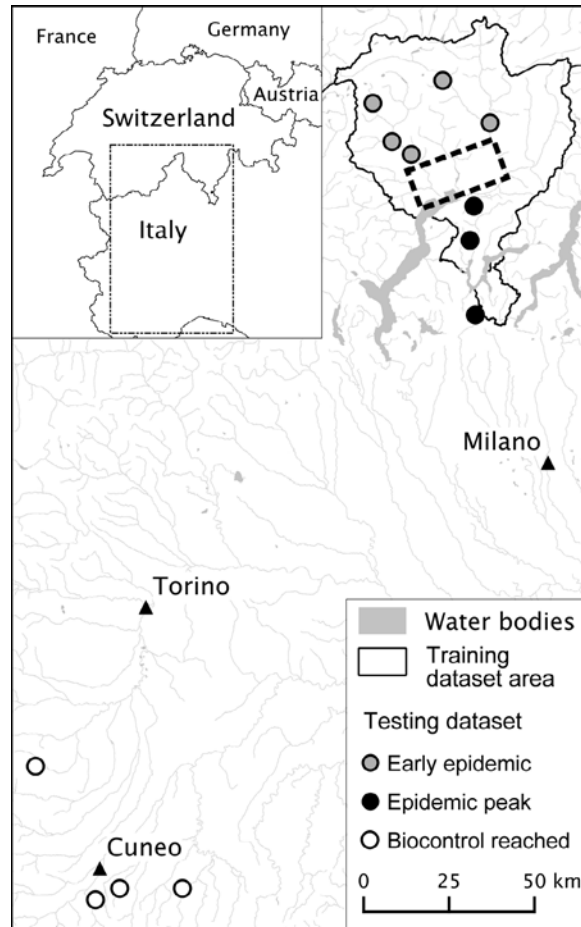 France
Germany
Austria
Switzerland
Italy
Milano
Torino
Cuneo
Water bodies
Training
dataset area
Testing dataset
Early epidemic
Epidemic peak
Biocontrol reached
0 25 50 km